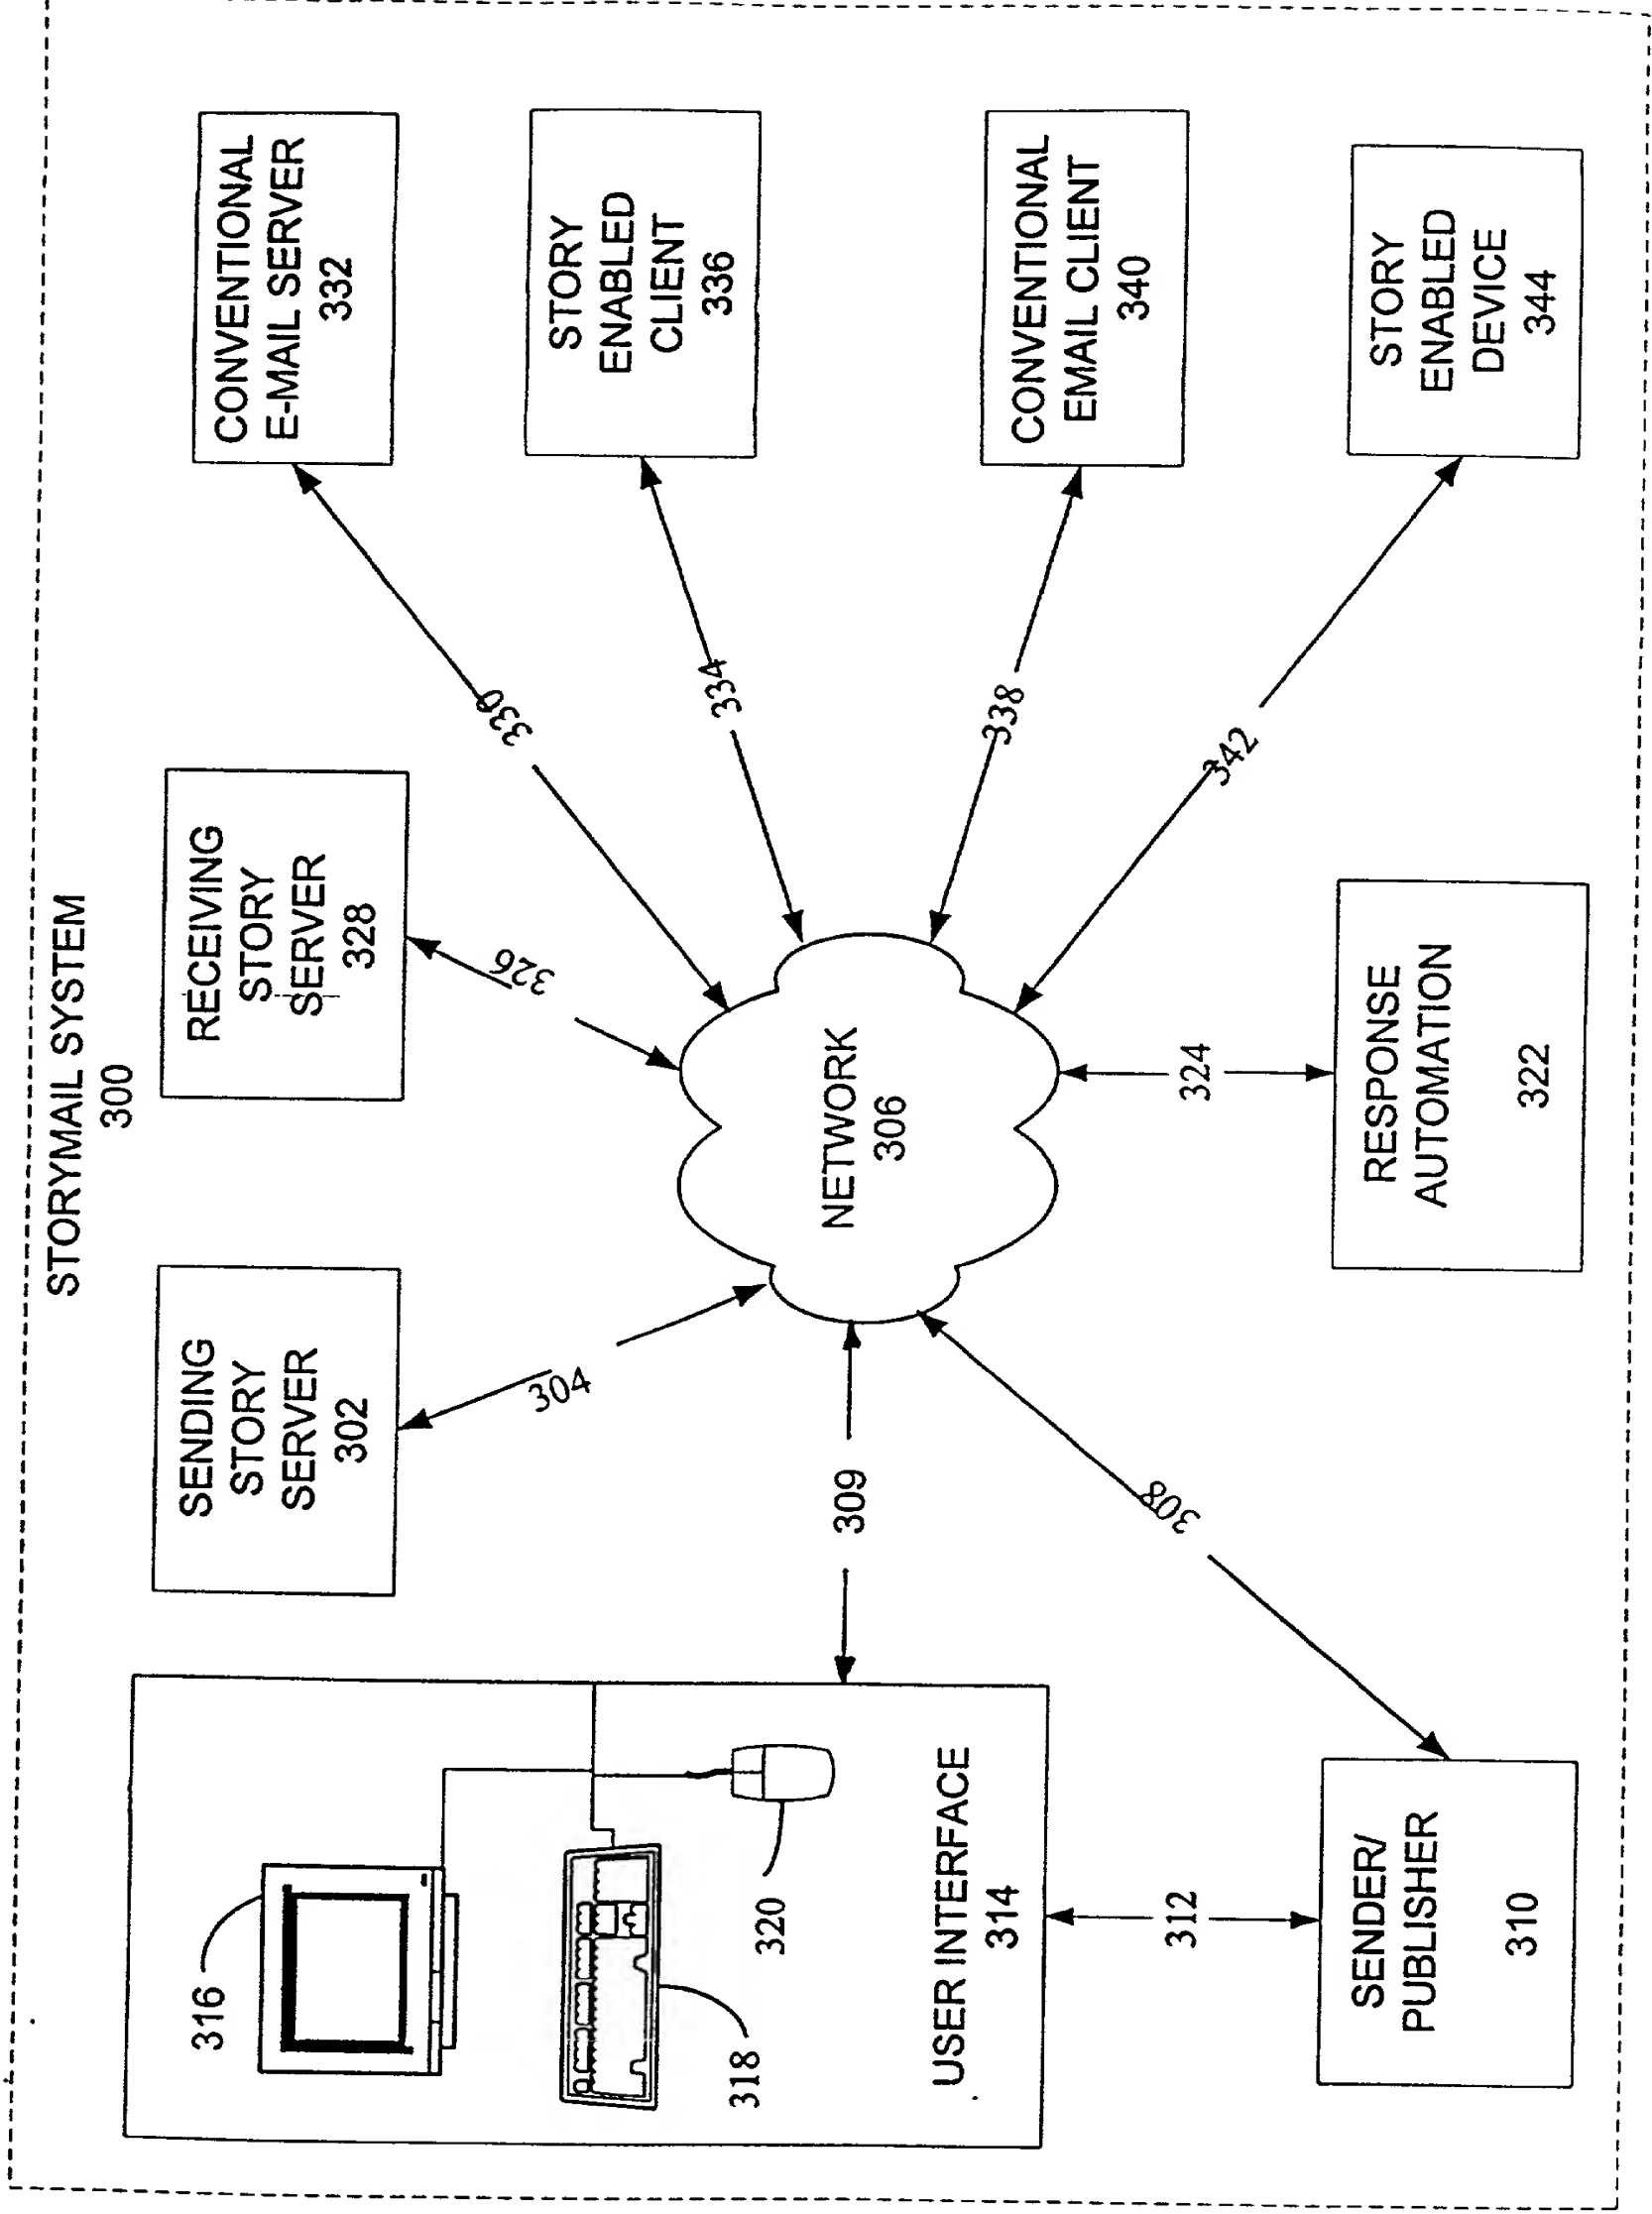 STORYMAIL SYSTEM
300
SENDING
STORY
SERVER
302
RECEIVING
STORY
SERVER
328
CONVENTIONAL
E-MAIL SERVER
332
STORY
ENABLED
CLIENT
336
CONVENTIONAL
EMAIL CLIENT
340
STORY
ENABLED
DEVICE
344
316
318
320
USER INTERFACE
314
304
326
330
334
338
342
309
NETWORK
306
308
324
312
SENDER/
PUBLISHER
310
RESPONSE
AUTOMATION
322